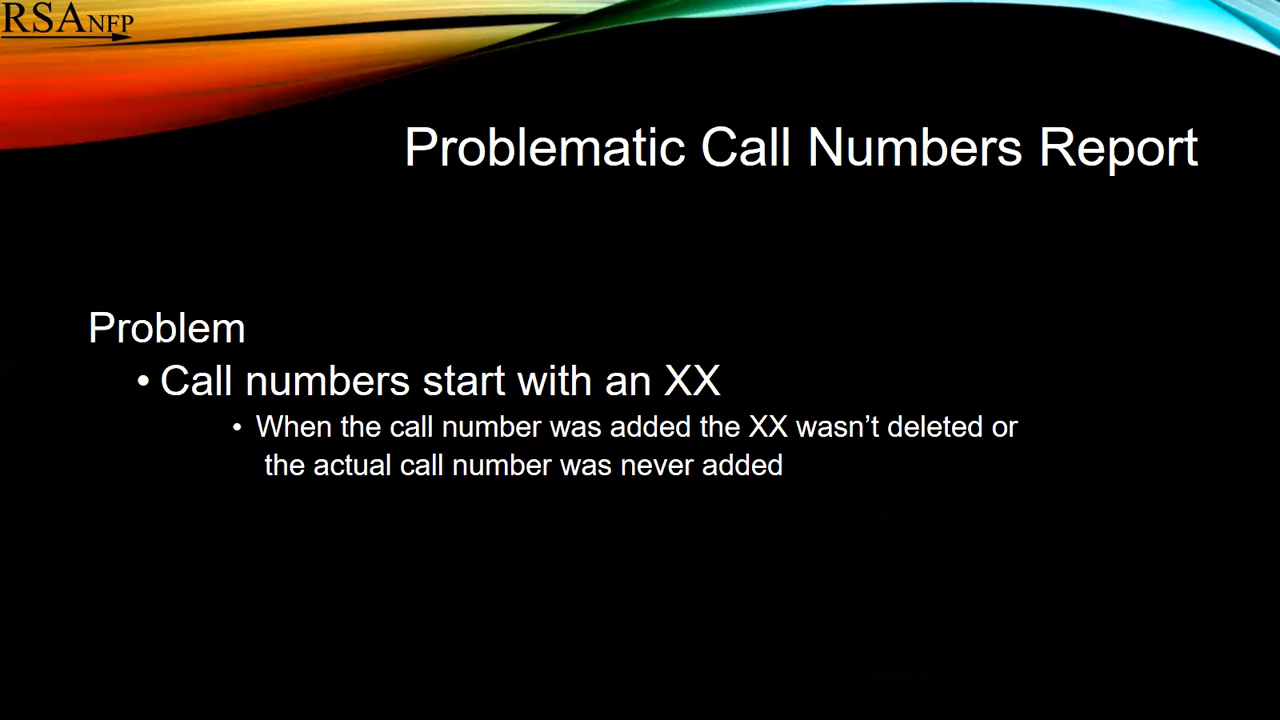 RSANFP
Problematic Call Numbers Report
Problem
• Call numbers start with an XX
• When the call number was added the XX wasn't deleted or
the actual call number was never added